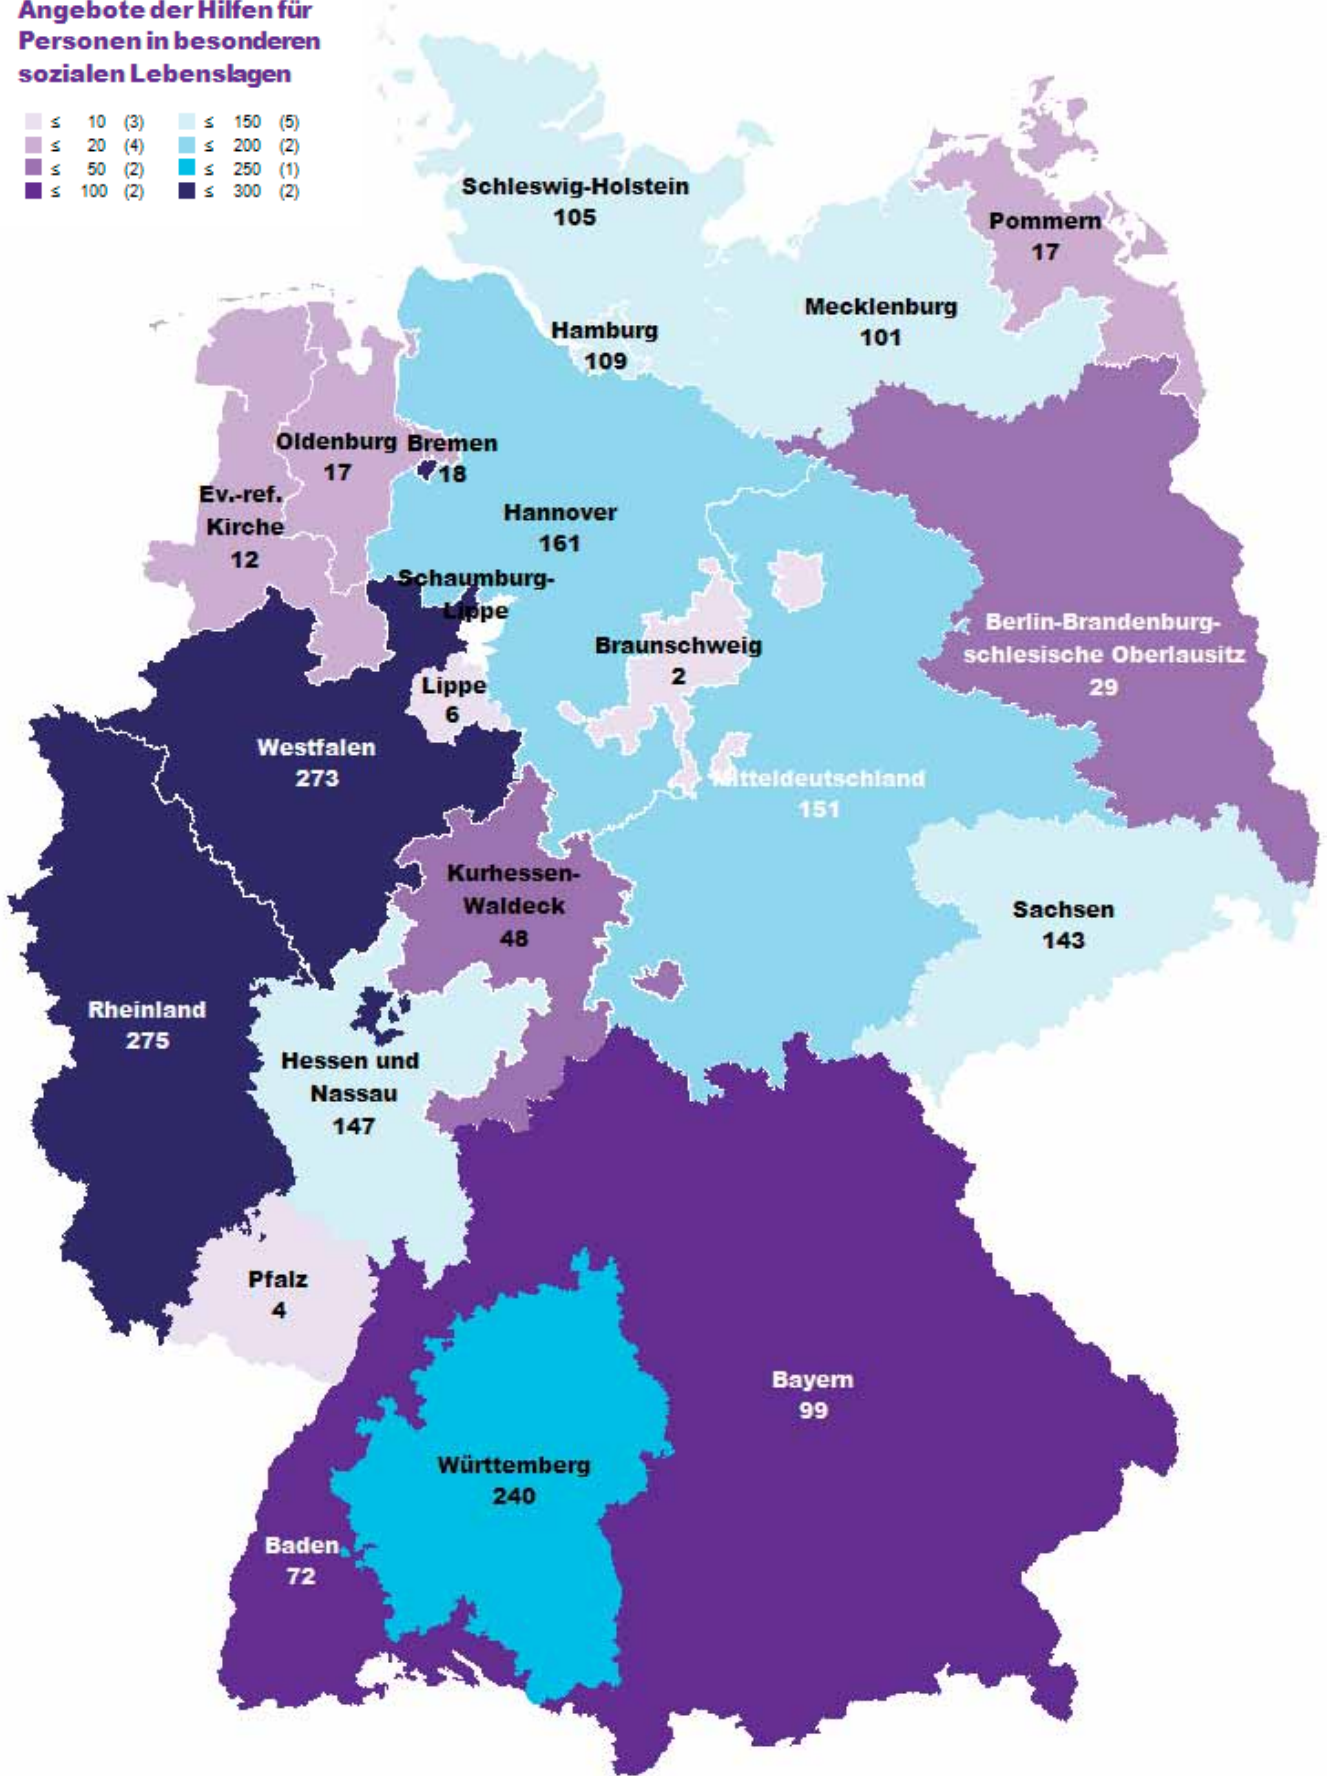 Angebote der Hilfen für
Personen in besonderen
sozialen Lebenslagen
≤ 10 (3) ≤ 150 (5)
≤ 20 (4) ≤ 200 (2)
≤ 50 (2) ≤ 250 (1)
≤ 100 (2) ≤ 300 (2)
Schleswig-Holstein
105
Pommern
17
Mecklenburg
101
Hamburg
109
Oldenburg
17
Bremen
18
Ev.-ref.
Kirche
12
Hannover
161
Schaumburg-
Lippe
Berlin-Brandenburg-
schlesische Oberlausitz
29
Braunschweig
2
Lippe
6
Westfalen
273
Mitteldeutschland
151
Kurhessen-
Waldeck
48
Sachsen
143
Rheinland
275
Hessen und
Nassau
147
Pfalz
4
Bayern
99
Württemberg
240
Baden
72